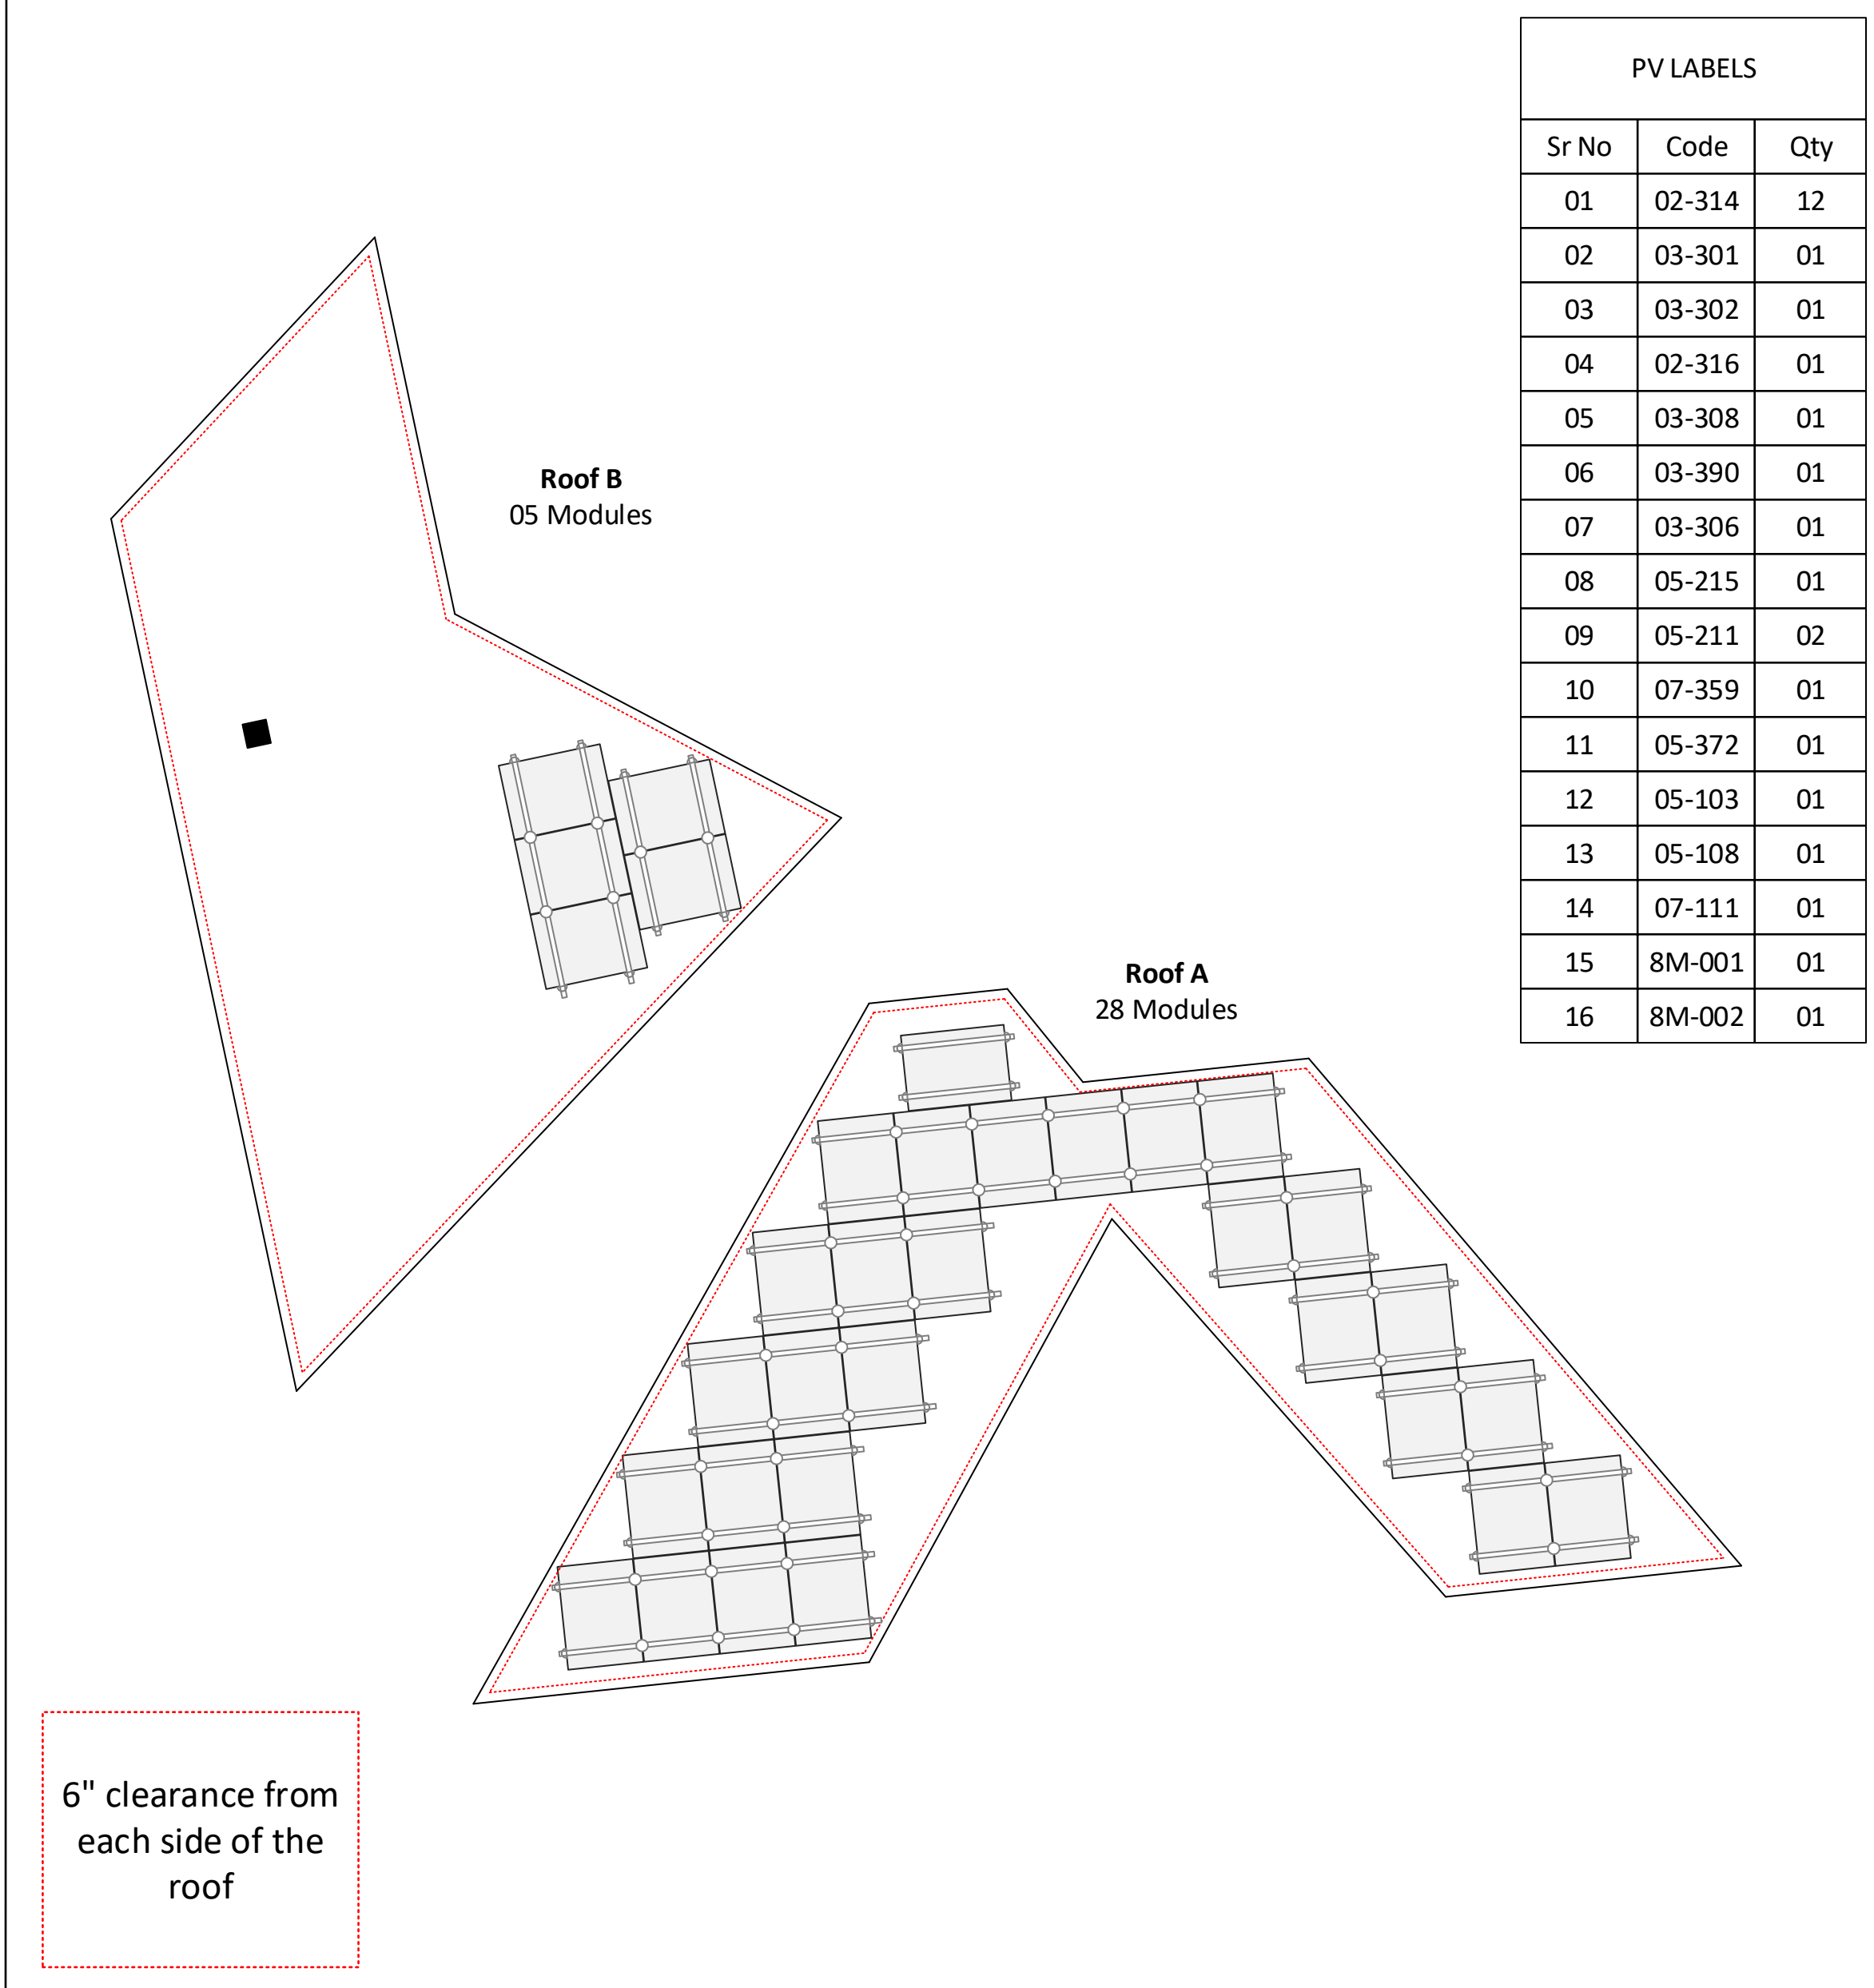 PV LABELS
Sr No Code Qty
01 02-314 12
02 03-301 01
03 03-302 01
04 02-316 01
05 03-308 01
06 03-390 01
07 03-306 01
08 05-215 01
09 05-211 02
10 07-359 01
11 05-372 01
12 05-103 01
13 05-108 01
14 07-111 01
15 8M-001 01
16 8M-002 01
Roof B
05 Modules
Roof A
28 Modules
6" clearance from
each side of the
roof